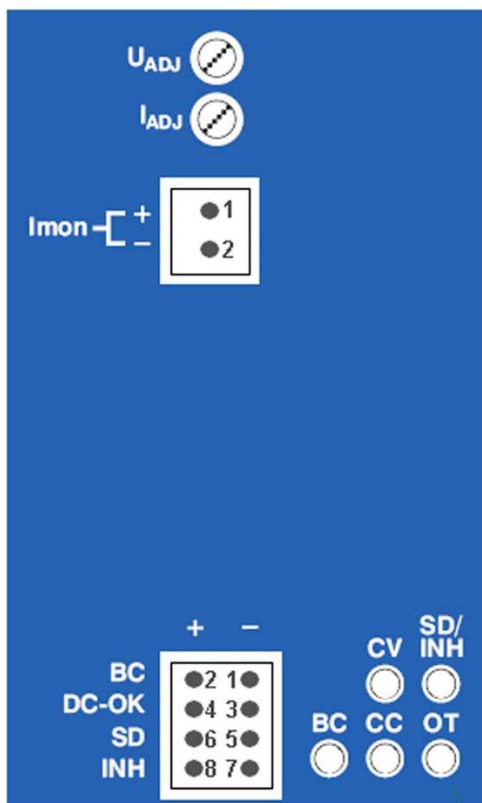 UADJ
IADJ
Imon + 1
− 2
+ −
BC 2 1
DC-OK 4 3
SD 6 5
INH 8 7
SD/
CV INH
BC CC OT